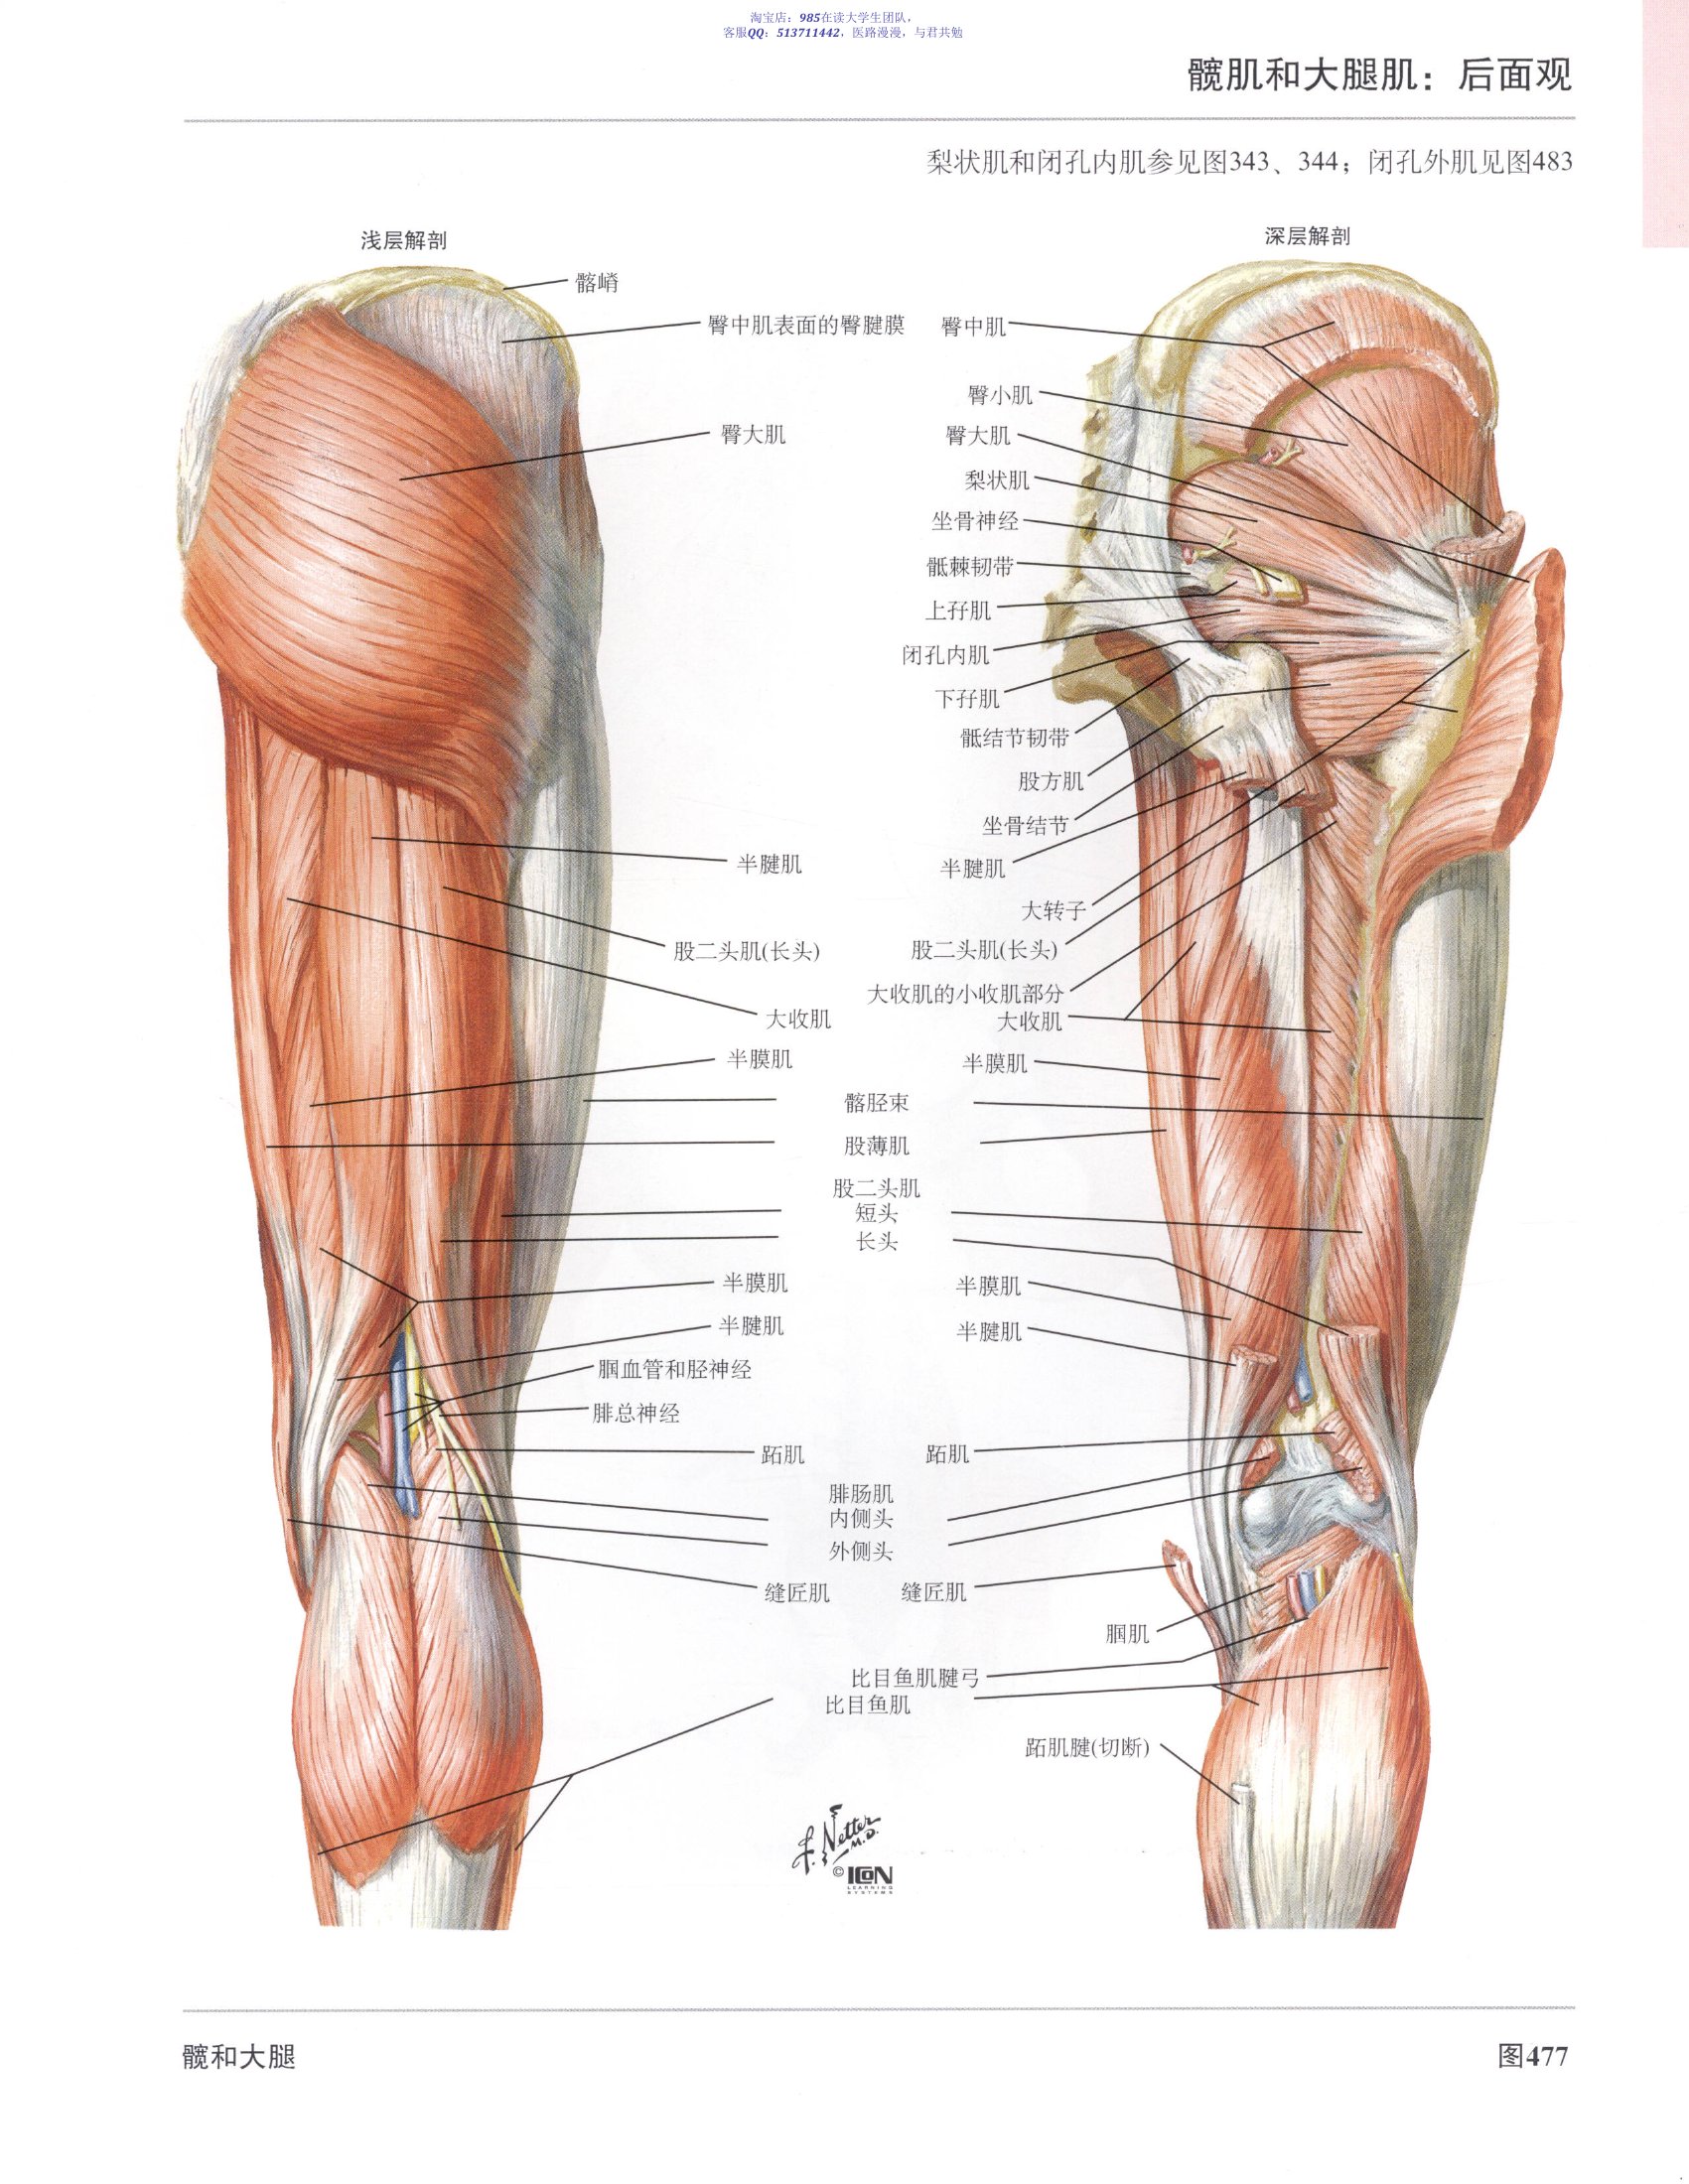 淘宝店：985在读大学生团队，
客服QQ：513711442，医路漫漫，与君共勉
髋肌和大腿肌：后面观
梨状肌和闭孔内肌参见图343、344；闭孔外肌见图483
浅层解剖
深层解剖
髂嵴
臀中肌表面的臀腱膜
臀大肌
半腱肌
股二头肌(长头)
大收肌
半膜肌
臀中肌
臀小肌
臀大肌
梨状肌
坐骨神经
骶棘韧带
上孖肌
闭孔内肌
下孖肌
骶结节韧带
股方肌
坐骨结节
半腱肌
大转子
股二头肌(长头)
大收肌的小收肌部分
大收肌
半膜肌
髂胫束
股薄肌
股二头肌
短头
长头
半膜肌
半腱肌
腘血管和胫神经
腓总神经
跖肌
半膜肌
半腱肌
跖肌
腓肠肌
内侧头
外侧头
缝匠肌
缝匠肌
腘肌
比目鱼肌腱弓
比目鱼肌
跖肌腱(切断)
F. Netter
M.D.
© ICON
LEARNING
SYSTEMS
髋和大腿
图477